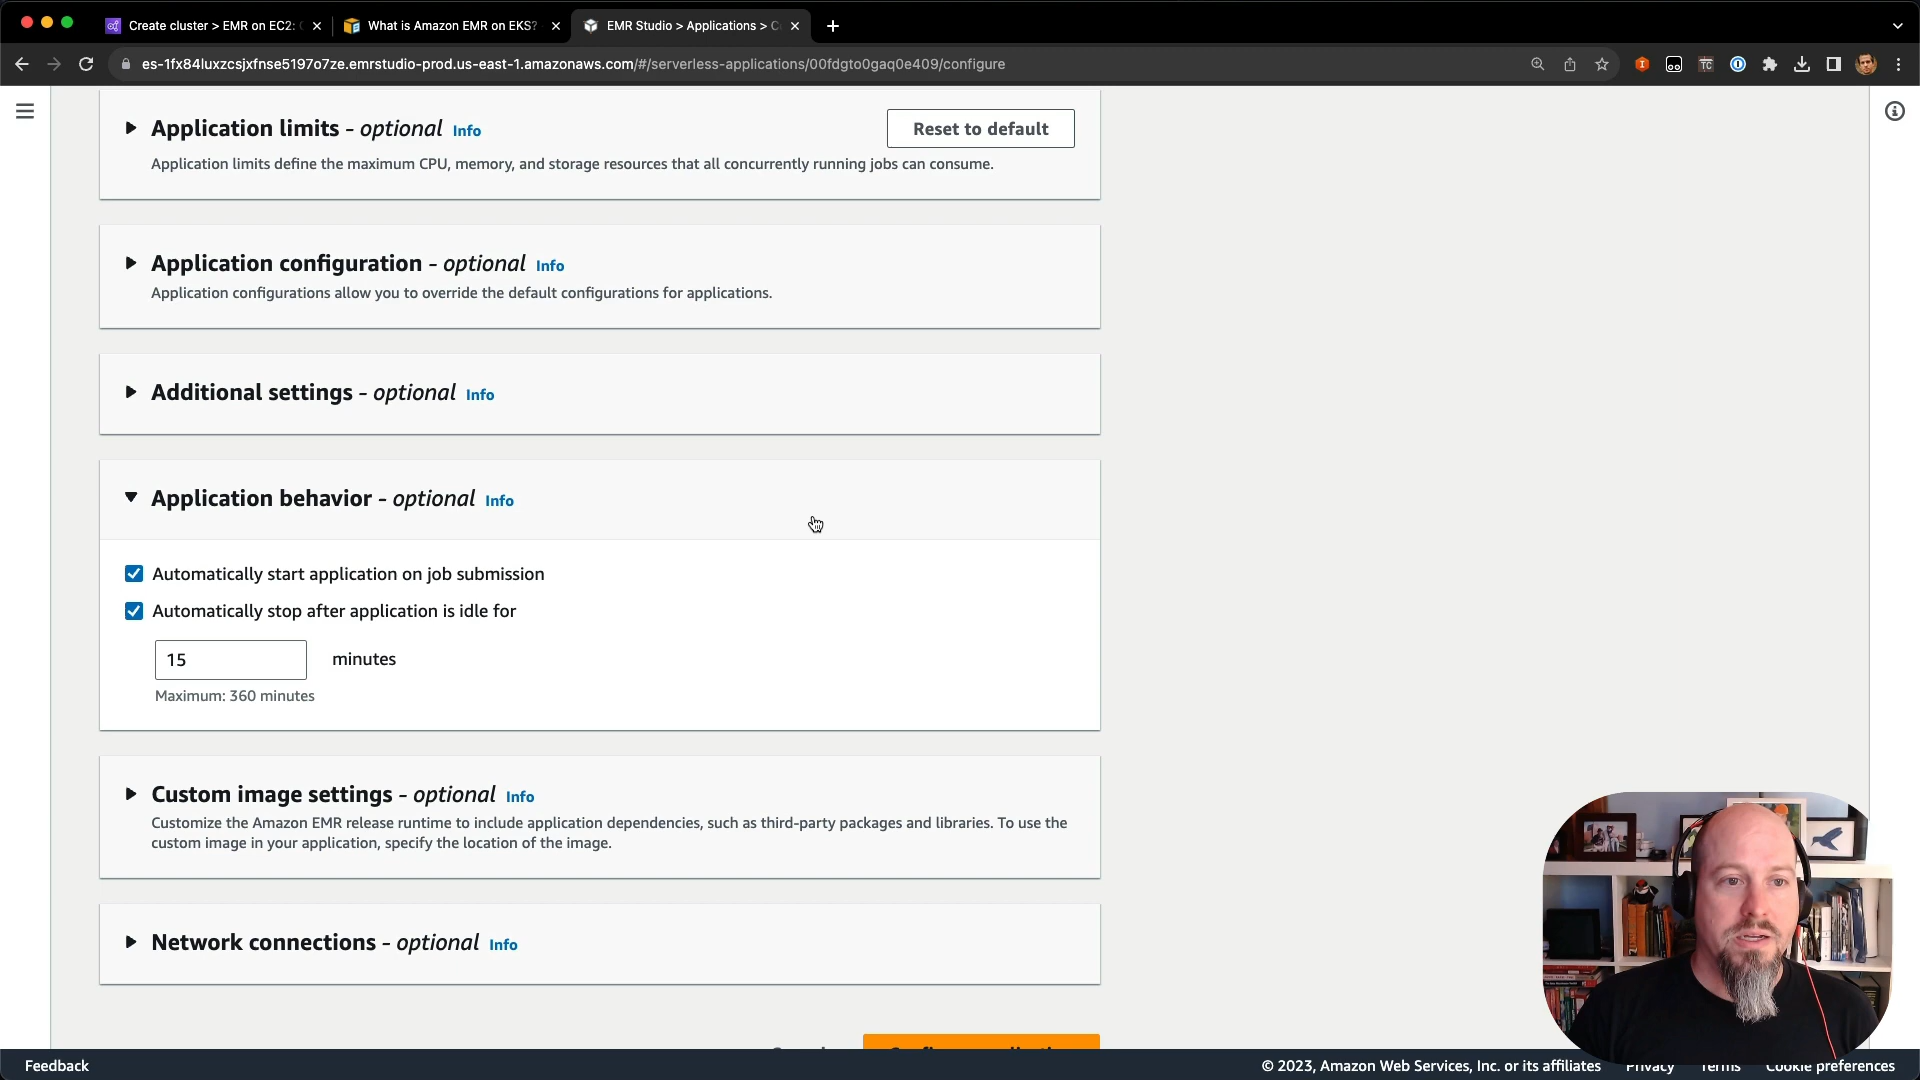 Create cluster > EMR on EC2:
What is Amazon EMR on EKS?
EMR Studio > Applications > C
es-1fx84luxzcsjxfnse5197o7ze.emrstudio-prod.us-east-1.amazonaws.com/#/serverless-applications/00fdgto0gaq0e409/configure
Application limits - optional Info
Reset to default
Application limits define the maximum CPU, memory, and storage resources that all concurrently running jobs can consume.
Application configuration - optional Info
Application configurations allow you to override the default configurations for applications.
Additional settings - optional Info
Application behavior - optional Info
Automatically start application on job submission
Automatically stop after application is idle for
15 minutes
Maximum: 360 minutes
Custom image settings - optional Info
Customize the Amazon EMR release runtime to include application dependencies, such as third-party packages and libraries. To use the
custom image in your application, specify the location of the image.
Network connections - optional Info
Feedback
© 2023, Amazon Web Services, Inc. or its affiliates
Privacy
Terms
Cookie preferences